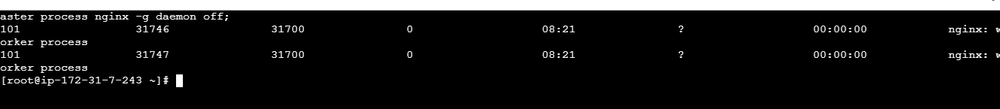 aster process nginx -g daemon off;
101 31746 31700 0 08:21 ? 00:00:00 nginx: w
orker process
101 31747 31700 0 08:21 ? 00:00:00 nginx: w
orker process
[root@ip-172-31-7-243 ~]#